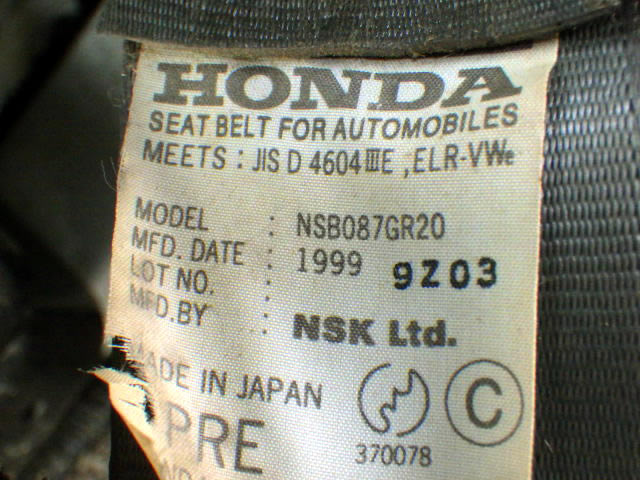 HONDA
SEAT BELT FOR AUTOMOBILES
MEETS : JIS D 4604 ⅢE , ELR-VWe
MODEL : NSB087GR20
MFD. DATE : 1999 9Z03
LOT NO. :
MFD.BY : NSK Ltd.
MADE IN JAPAN
C
PRE
370078